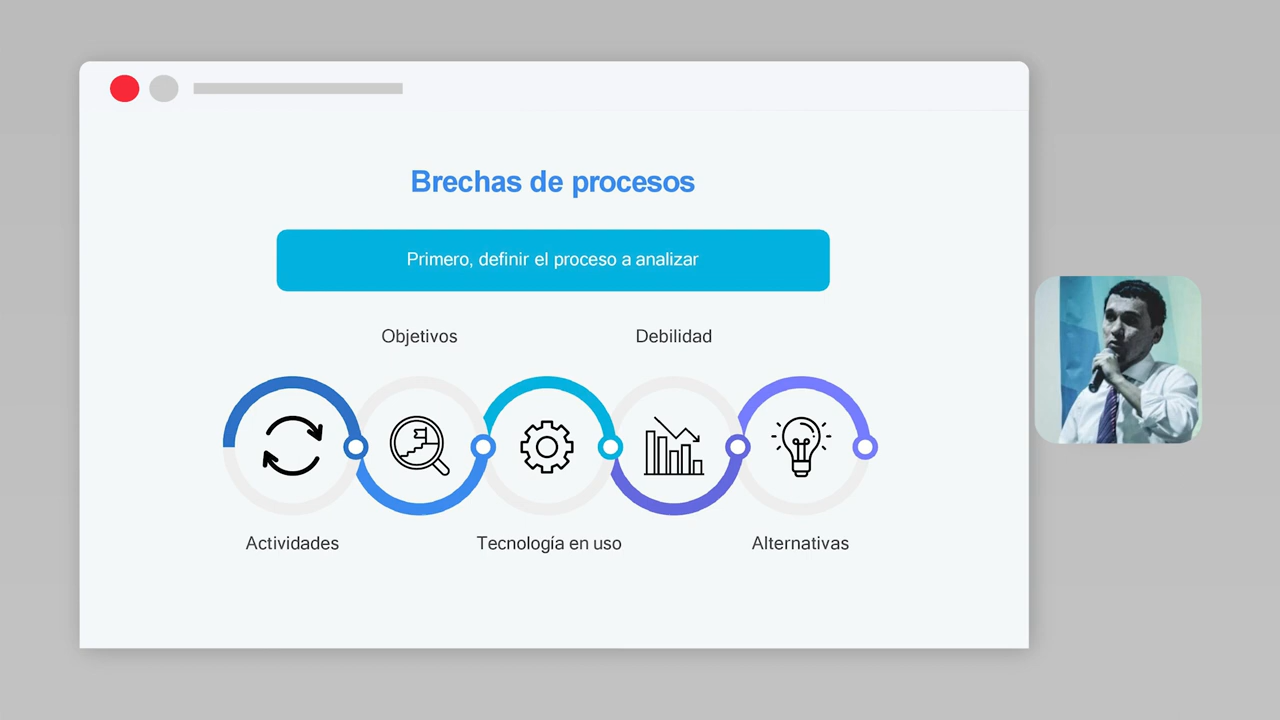 Brechas de procesos
Primero, definir el proceso a analizar
Objetivos
Debilidad
Actividades
Tecnología en uso
Alternativas